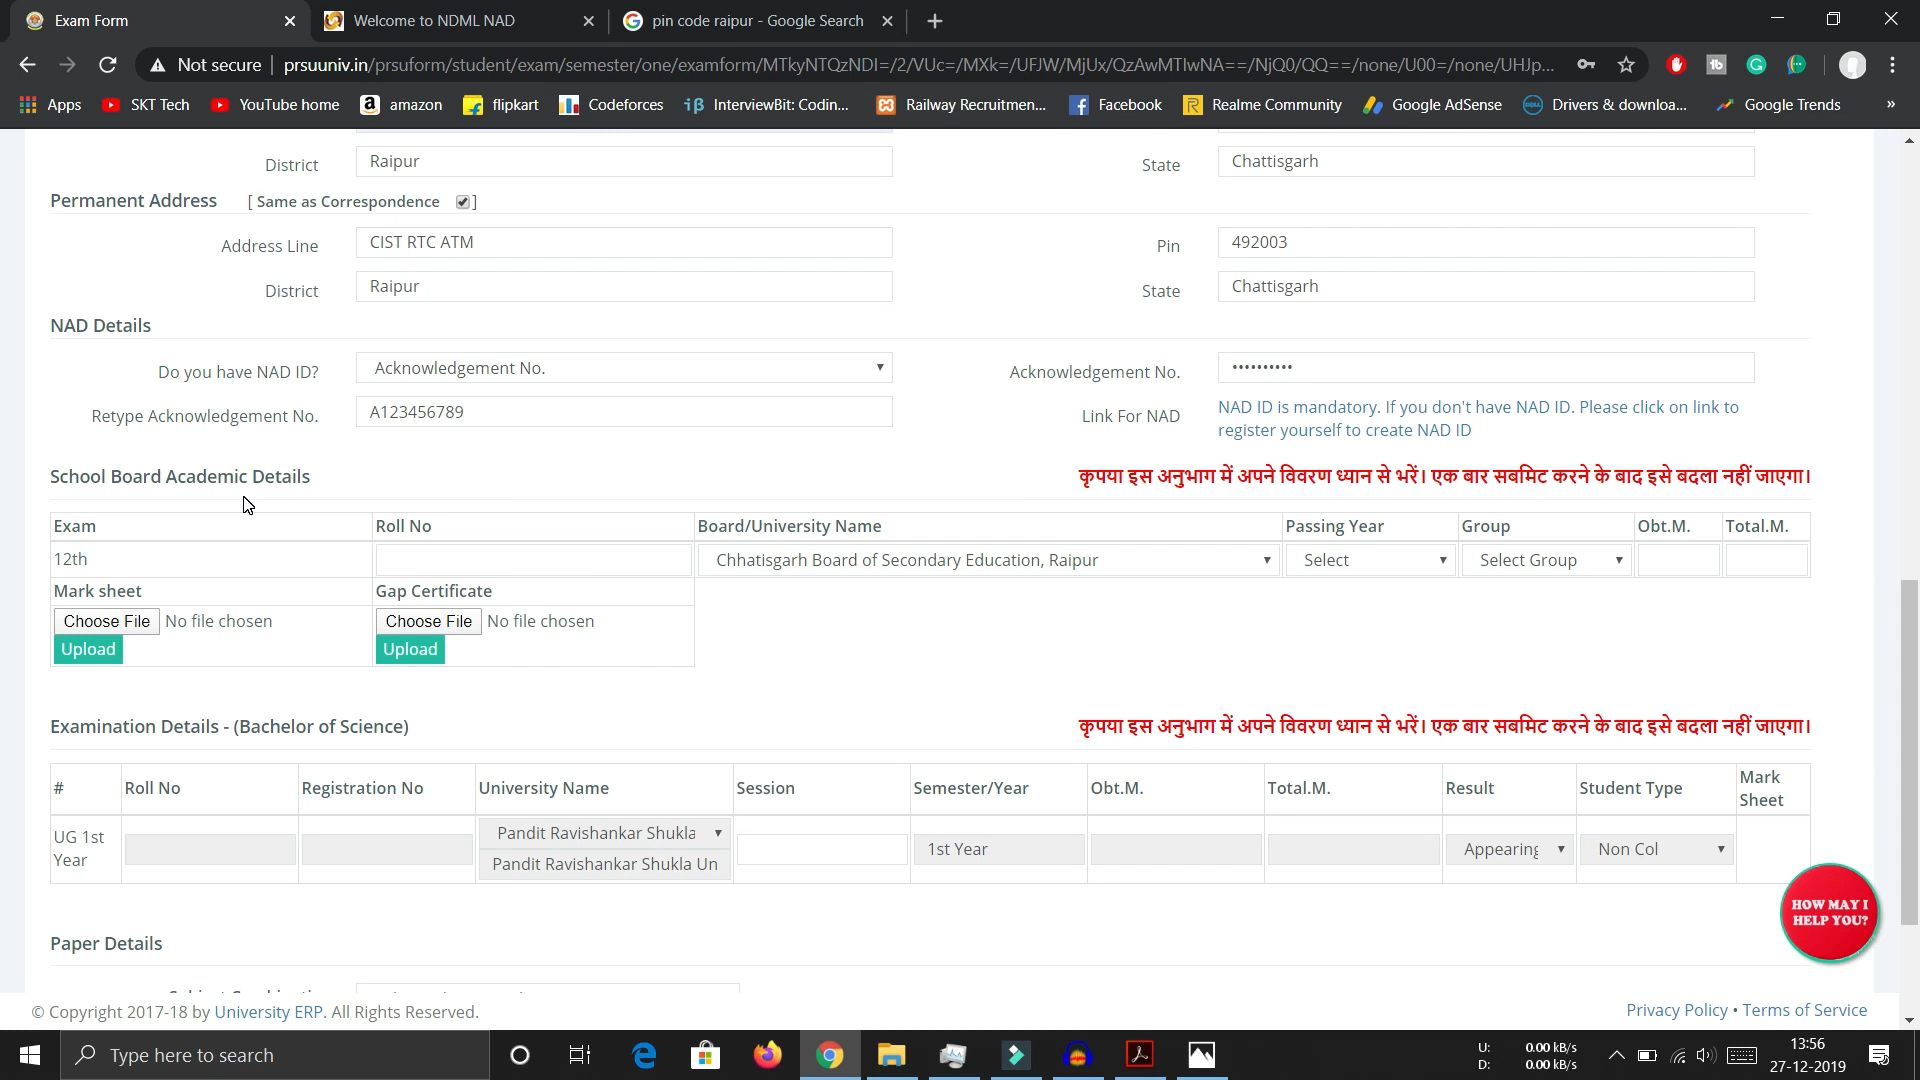 Exam Form
Welcome to NDML NAD
pin code raipur - Google Search
Not secure
prsuuniv.in/prsuform/student/exam/semester/one/examform/MTkyNTQzNDI=/2/VUc=/MXk=/UFJW/MjUx/QzAwMTIwNA==/NjQ0/QQ==/none/U00=/none/UHJp...
Apps SKT Tech YouTube home amazon flipkart Codeforces InterviewBit: Codin... Railway Recruitmen... Facebook Realme Community Google AdSense Drivers & downloa... Google Trends »
District Raipur State Chattisgarh
Permanent Address [ Same as Correspondence ]
Address Line CIST RTC ATM Pin 492003
District Raipur State Chattisgarh
NAD Details
Do you have NAD ID? Acknowledgement No. Acknowledgement No. ••••••••••
Retype Acknowledgement No. A123456789 Link For NAD NAD ID is mandatory. If you don't have NAD ID. Please click on link to
register yourself to create NAD ID
School Board Academic Details कृपया इस अनुभाग में अपने विवरण ध्यान से भरें। एक बार सबमिट करने के बाद इसे बदला नहीं जाएगा।
Exam Roll No Board/University Name Passing Year Group Obt.M. Total.M.
12th Chhatisgarh Board of Secondary Education, Raipur Select Select Group
Mark sheet Gap Certificate
Choose File No file chosen Choose File No file chosen
Upload Upload
Examination Details - (Bachelor of Science) कृपया इस अनुभाग में अपने विवरण ध्यान से भरें। एक बार सबमिट करने के बाद इसे बदला नहीं जाएगा।
# Roll No Registration No University Name Session Semester/Year Obt.M. Total.M. Result Student Type Mark
Sheet
UG 1st
Year
Pandit Ravishankar Shukla
Pandit Ravishankar Shukla Un
1st Year Appearing Non Col
HOW MAY I
HELP YOU?
Paper Details
© Copyright 2017-18 by University ERP. All Rights Reserved. Privacy Policy • Terms of Service
Type here to search
U: 0.00 kB/s
D: 0.00 kB/s
13:56
27-12-2019